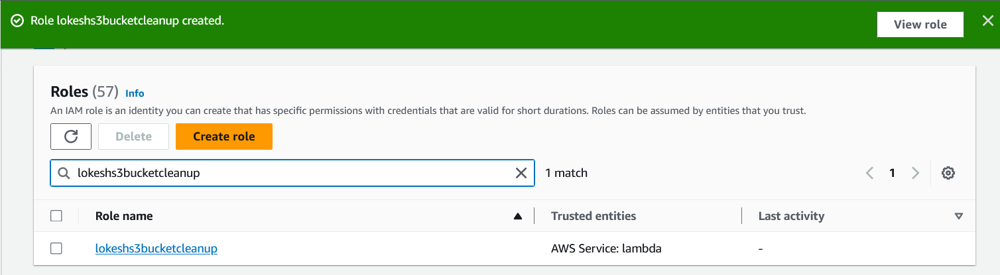 Role lokeshs3bucketcleanup created.
View role
Roles (57) Info
An IAM role is an identity you can create that has specific permissions with credentials that are valid for short durations. Roles can be assumed by entities that you trust.
Delete
Create role
lokeshs3bucketcleanup
1 match
1
Role name
Trusted entities
Last activity
lokeshs3bucketcleanup
AWS Service: lambda
-